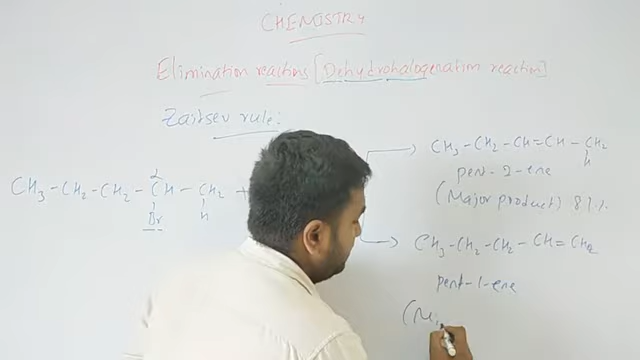 CHEMISTRY
Elimination reactions [Dehydrohalogenation reaction]
Zaitsev rule:
CH3 - CH2 - CH2 - CH - CH2 +
α
Br h
CH3 - CH2 - CH = CH - CH2
h
pent-2-ene
(Major product) 81%
CH3 - CH2 - CH2 - CH = CH2
pent-1-ene
(Mi